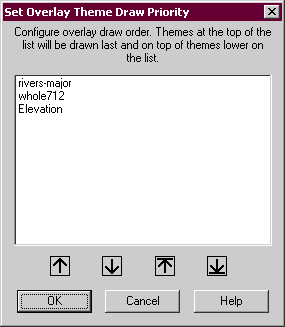 Set Overlay Theme Draw Priority
Configure overlay draw order. Themes at the top of the
list will be drawn last and on top of themes lower on
the list.
rivers-major
whole712
Elevation
OK
Cancel
Help